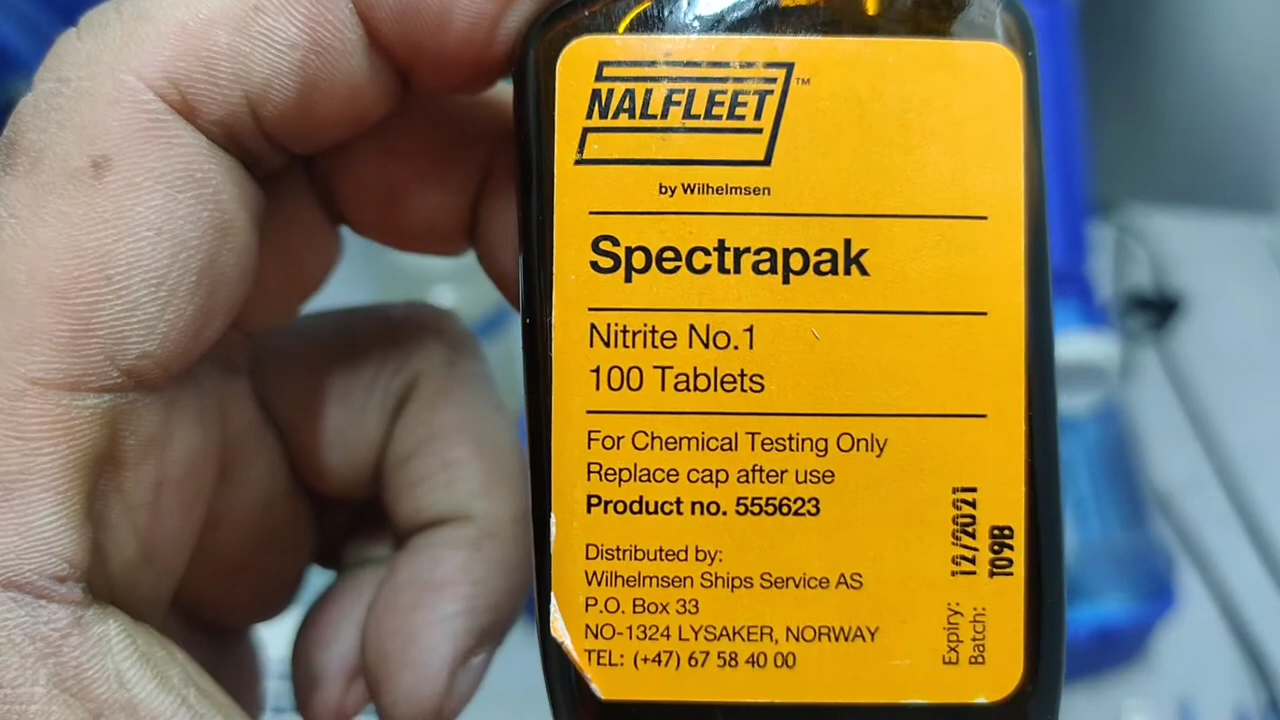 NALFLEET™
by Wilhelmsen
Spectrapak
Nitrite No.1
100 Tablets
For Chemical Testing Only
Replace cap after use
Product no. 555623
Distributed by:
Wilhelmsen Ships Service AS
P.O. Box 33
NO-1324 LYSAKER, NORWAY
TEL: (+47) 67 58 40 00
Expiry: 12/2021
Batch: T09B